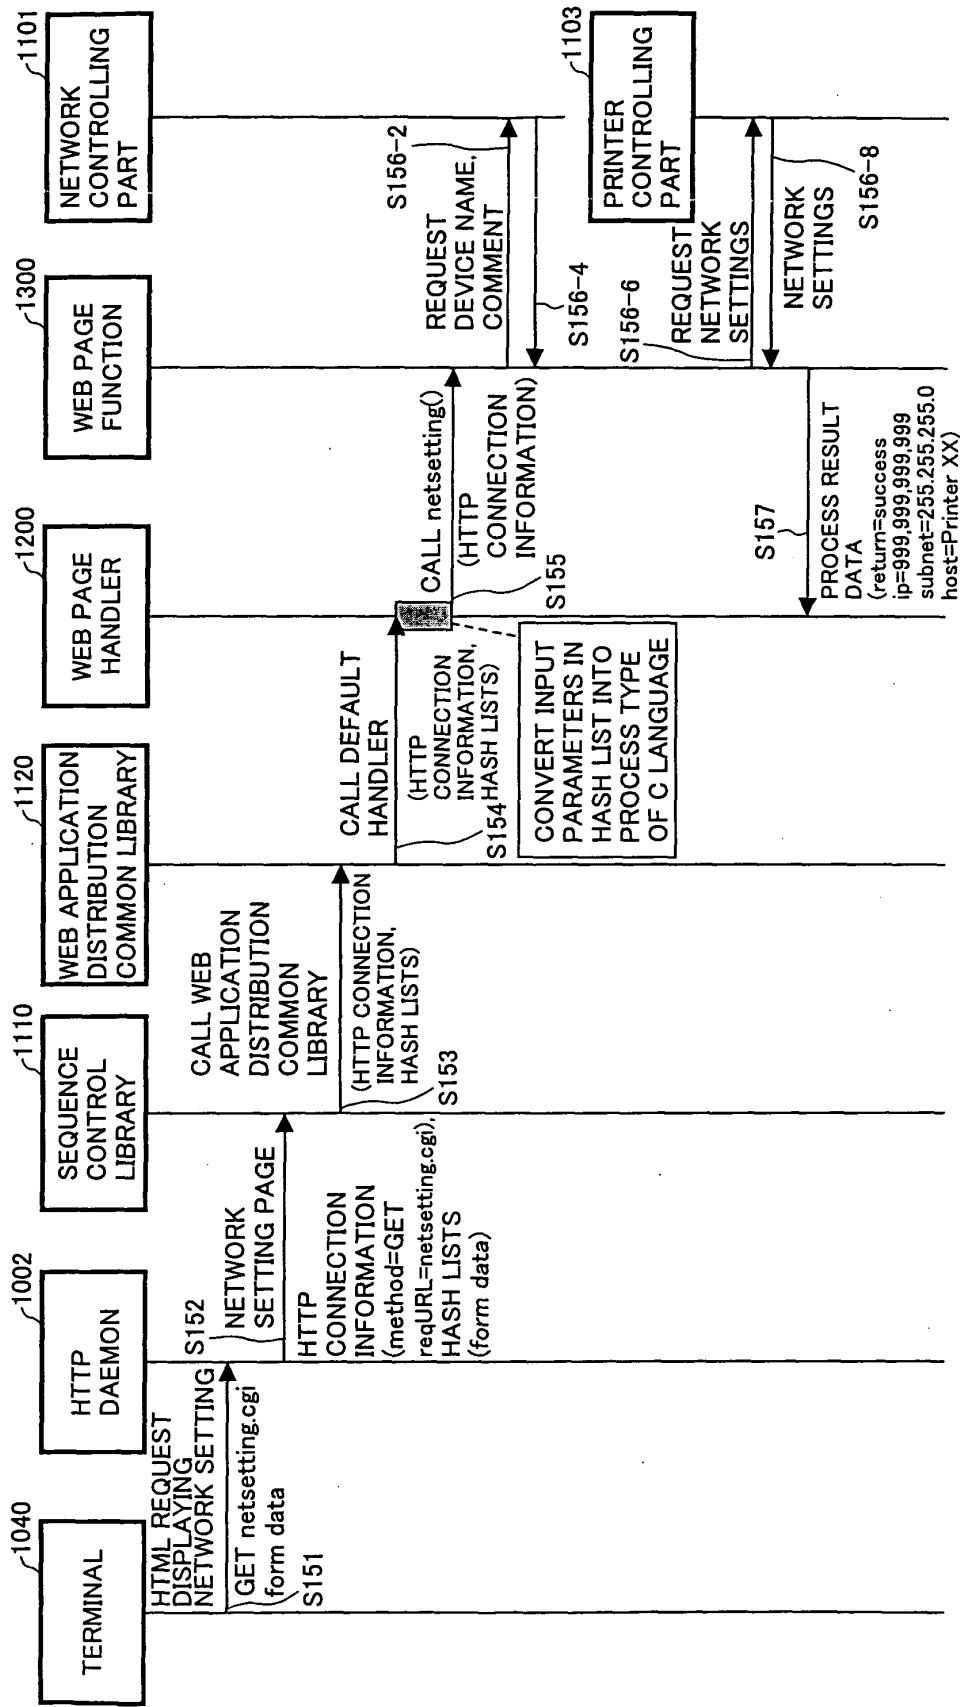 1040
TERMINAL
1002
HTTP
DAEMON
1110
SEQUENCE
CONTROL
LIBRARY
1120
WEB APPLICATION
DISTRIBUTION
COMMON LIBRARY
1200
WEB PAGE
HANDLER
1300
WEB PAGE
FUNCTION
1101
NETWORK
CONTROLLING
PART
HTML REQUEST
DISPLAYING
NETWORK SETTING
GET netsetting.cgi
form data
S151
S152
NETWORK
SETTING PAGE
HTTP
CONNECTION
INFORMATION
(method=GET
reqURL=netsetting.cgi),
HASH LISTS
(form data)
CALL WEB
APPLICATION
DISTRIBUTION
COMMON
LIBRARY
(HTTP CONNECTION
INFORMATION,
HASH LISTS)
S153
CALL DEFAULT
HANDLER
(HTTP
CONNECTION
INFORMATION,
HASH LISTS)
S154
CALL netsetting()
(HTTP
CONNECTION
INFORMATION)
S155
CONVERT INPUT
PARAMETERS IN
HASH LIST INTO
PROCESS TYPE
OF C LANGUAGE
S156-2
REQUEST
DEVICE NAME,
COMMENT
S156-4
1103
PRINTER
CONTROLLING
PART
S156-6
REQUEST
NETWORK
SETTINGS
NETWORK
SETTINGS
S156-8
S157
PROCESS RESULT
DATA
(return=success
ip=999,999,999,999
subnet=255.255.255.0
host=Printer XX)